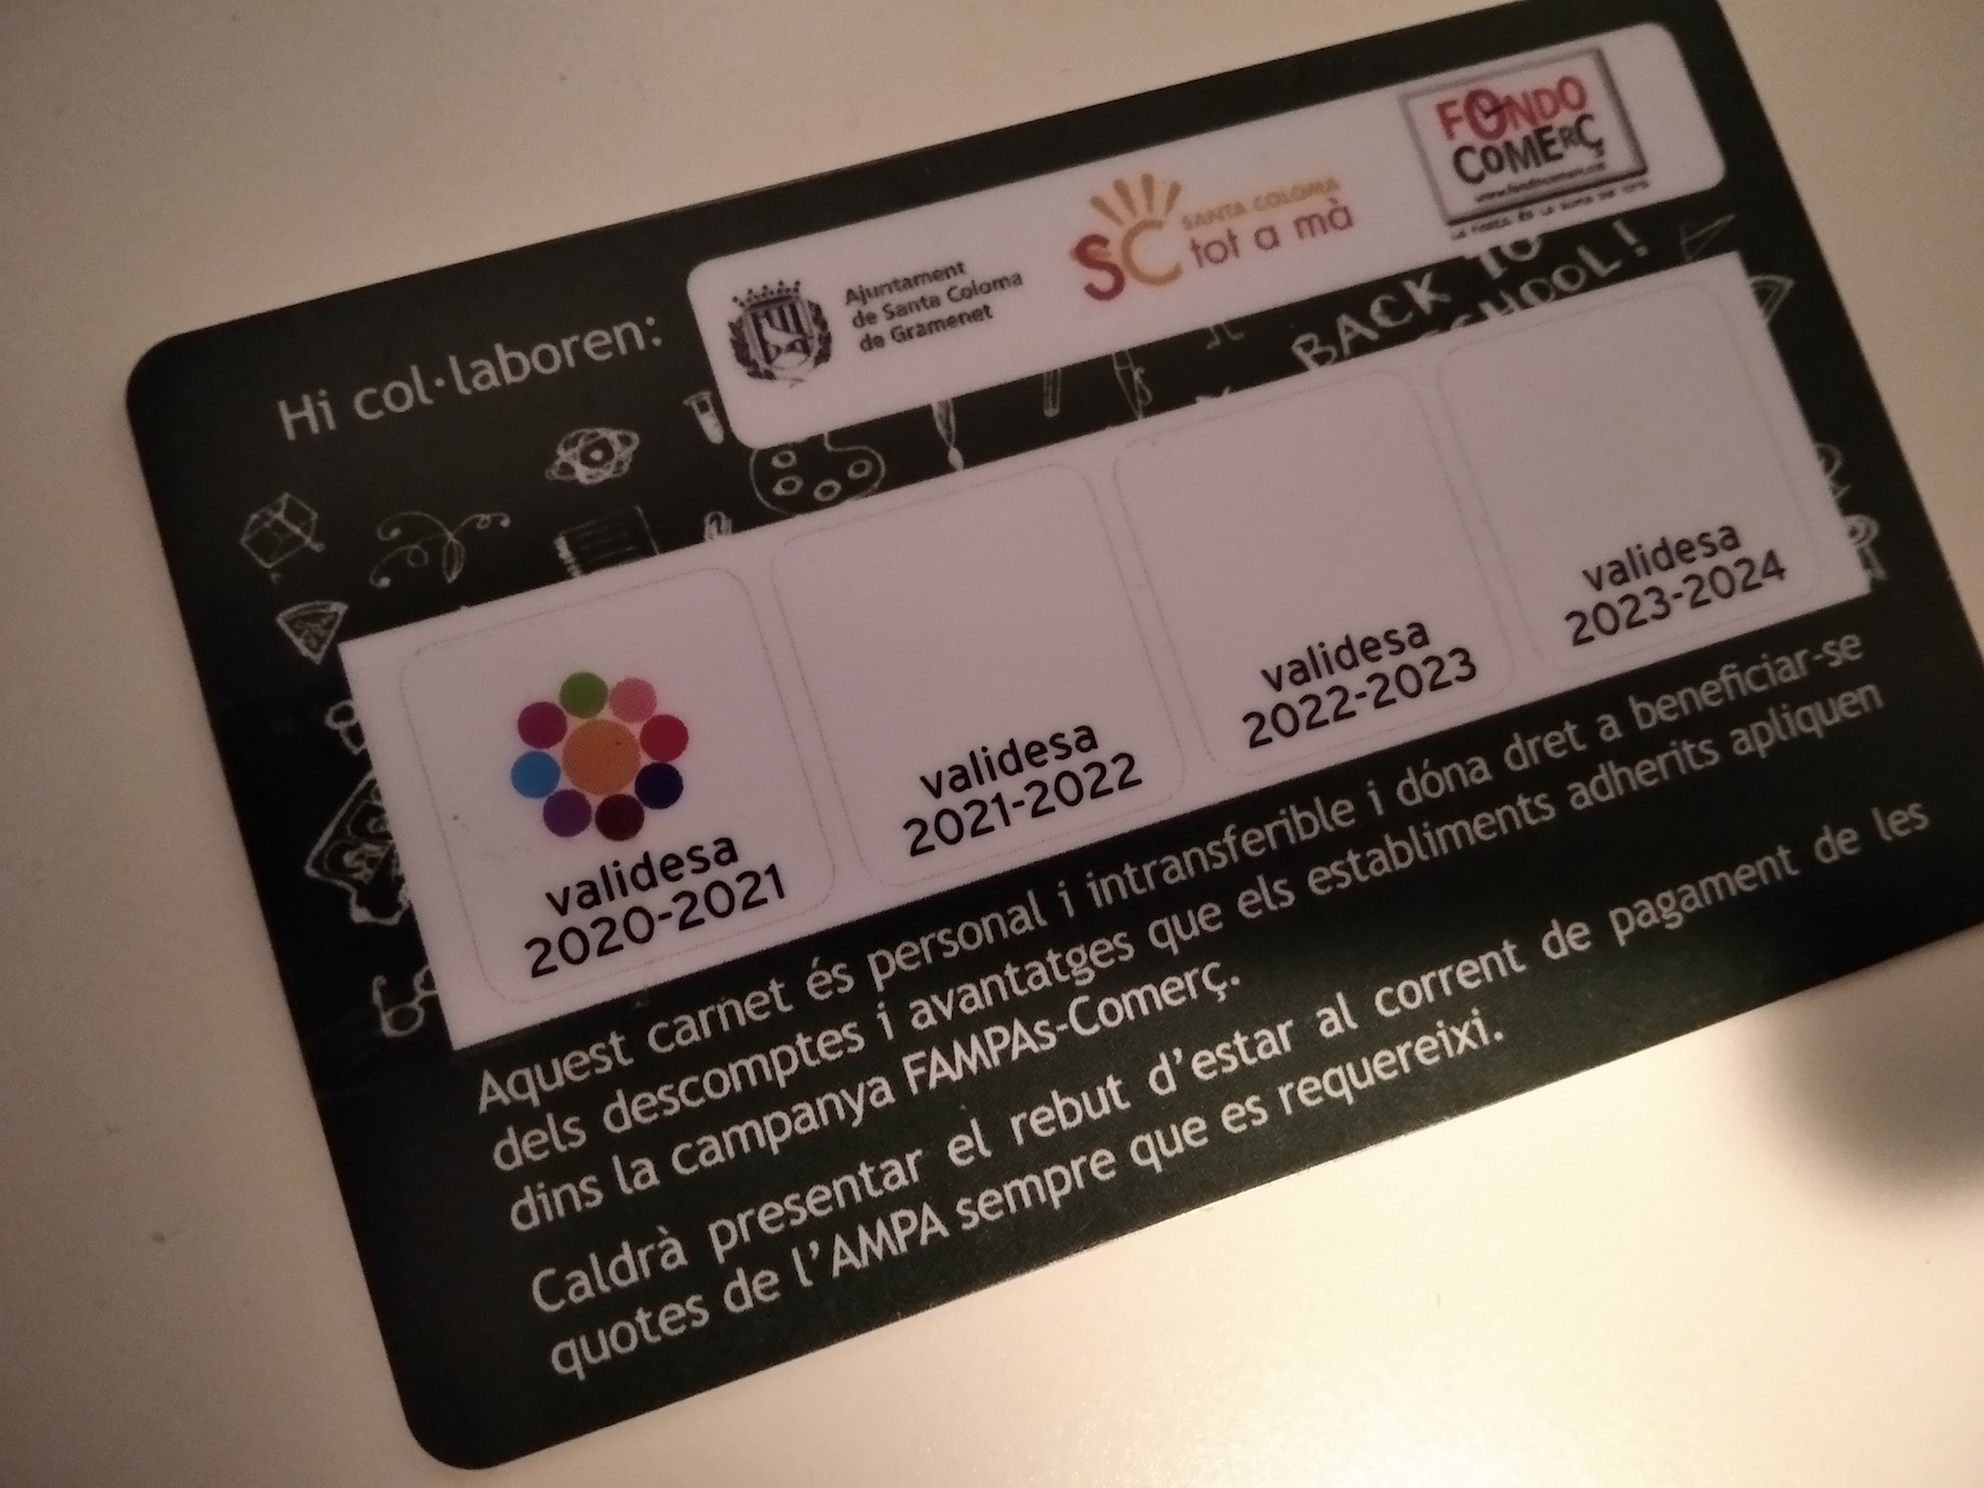 Hi col·laboren:
Ajuntament
de Santa Coloma
de Gramenet
SC
SANTA COLOMA
tot a mà
FONDO
COMERÇ
BACK TO
SCHOOL!
validesa
2020-2021
validesa
2021-2022
validesa
2022-2023
validesa
2023-2024
Aquest carnet és personal i intransferible i dóna dret a beneficiar-se
dels descomptes i avantatges que els establiments adherits apliquen
dins la campanya FAMPAs-Comerç.
Caldrà presentar el rebut d'estar al corrent de pagament de les
quotes de l'AMPA sempre que es requereixi.